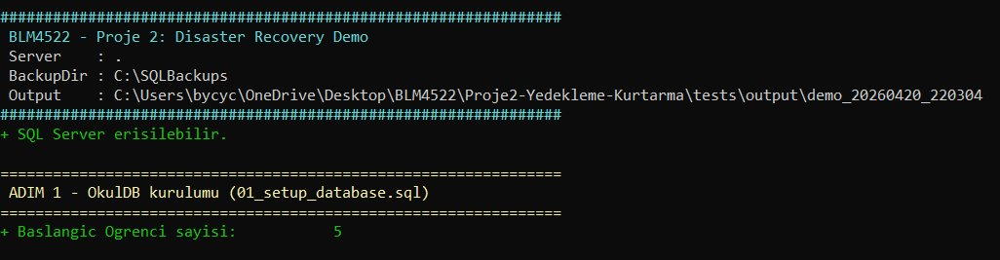 ################################################################
BLM4522 - Proje 2: Disaster Recovery Demo
Server    : .
BackupDir : C:\SQLBackups
Output    : C:\Users\bycyc\OneDrive\Desktop\BLM4522\Proje2-Yedekleme-Kurtarma\tests\output\demo_20260420_220304
################################################################
+ SQL Server erisilebilir.
================================================================
ADIM 1 - OkulDB kurulumu (01_setup_database.sql)
================================================================
+ Baslangic Ogrenci sayisi:           5